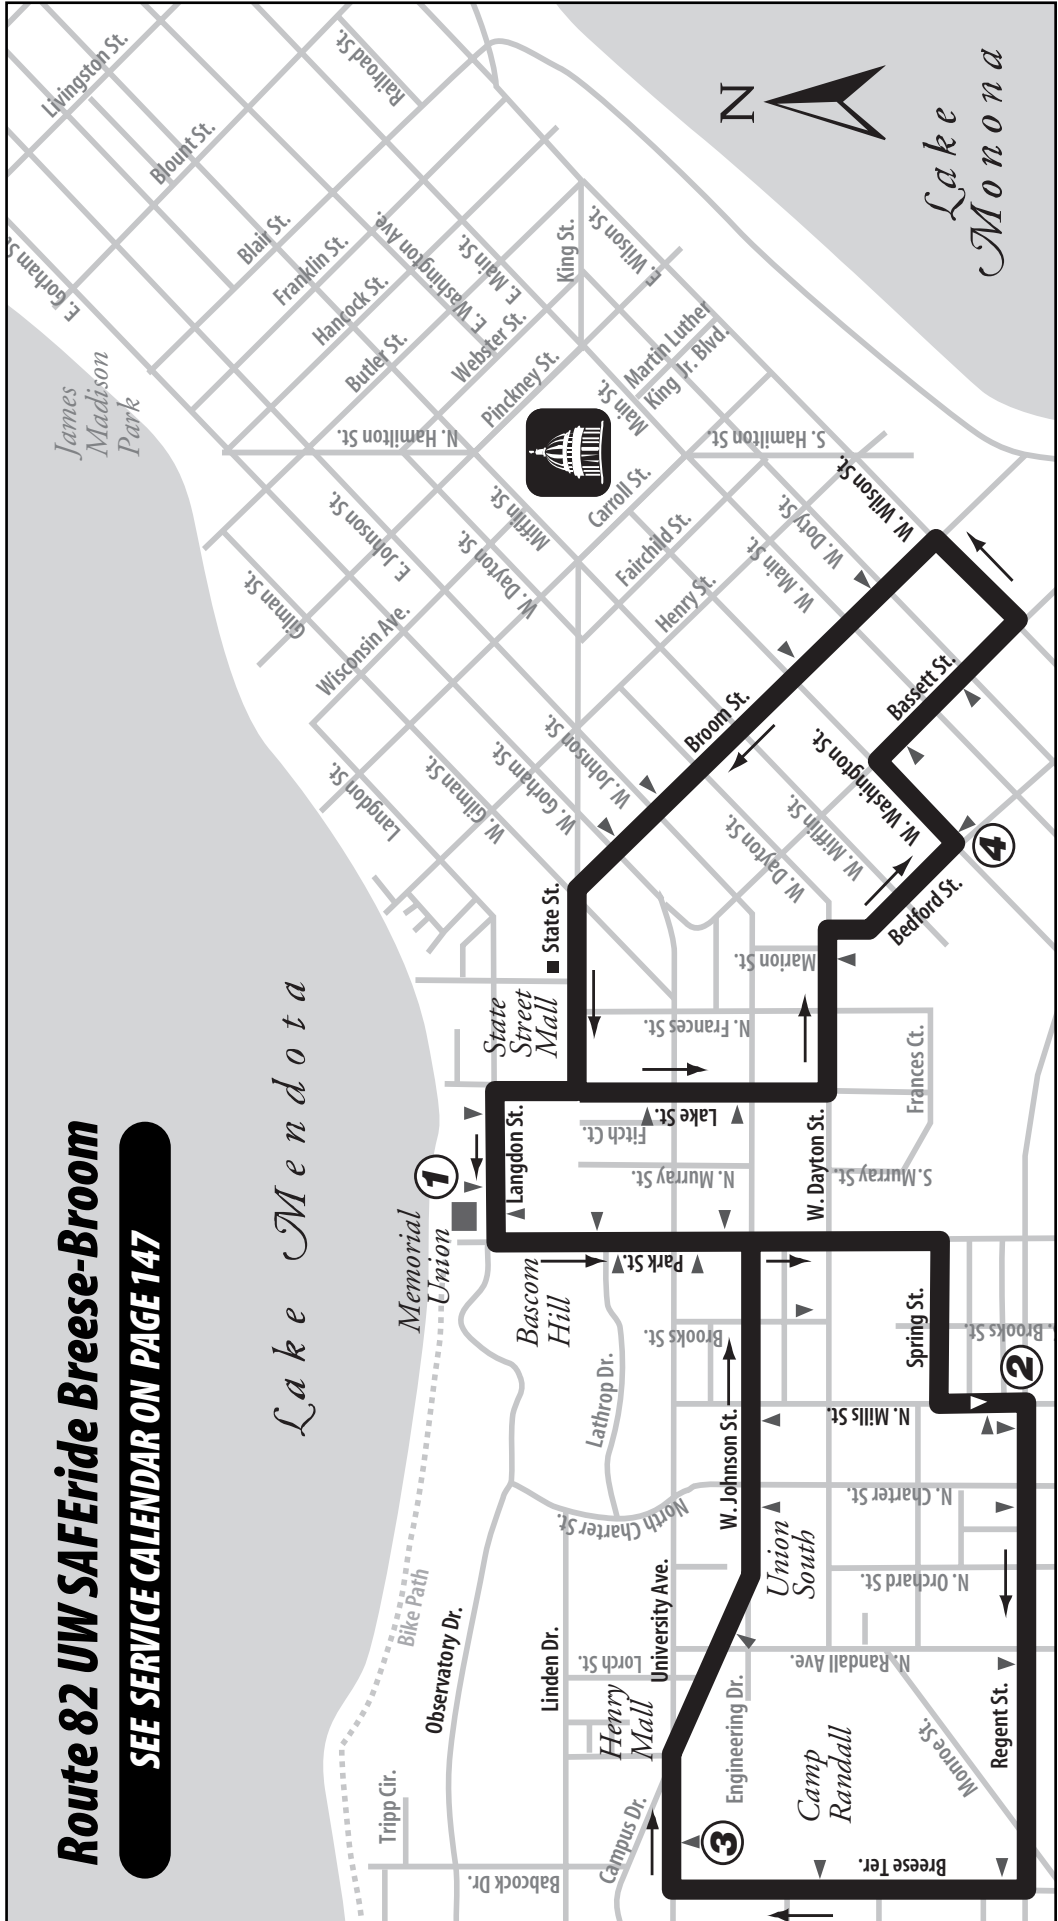 Route 82 UW SAFEride Breese-Broom
SEE SERVICE CALENDAR ON PAGE 147
Lake Mendota
Lake
Monona
N
James
Madison
Park
E. Gorham St.
Livingston St.
Blount St.
Railroad St.
Blair St.
Franklin St.
Hancock St.
Butler St.
E. Washington Ave.
E. Main St.
Webster St.
King St.
E. Wilson St.
Pinckney St.
Martin Luther
King Jr. Blvd.
Main St.
N. Hamilton St.
S. Hamilton St.
Carroll St.
Mifflin St.
W. Dayton St.
E. Johnson St.
Gilman St.
Wisconsin Ave.
Fairchild St.
Henry St.
W. Doty St.
W. Main St.
W. Wilson St.
Langdon St.
W. Gilman St.
W. Gorham St.
W. Johnson St.
Broom St.
Bassett St.
W. Washington St.
W. Mifflin St.
W. Dayton St.
Bedford St.
4
State St.
State
Street
Mall
Marion St.
N. Frances St.
Frances Ct.
Lake St.
Fitch Ct.
N. Murray St.
S. Murray St.
W. Dayton St.
Langdon St.
1
Memorial
Union
Park St.
Bascom
Hill
Brooks St.
Spring St.
Brooks St.
2
N. Mills St.
Lathrop Dr.
W. Johnson St.
North Charter St.
N. Charter St.
Union
South
N. Orchard St.
Bike Path
Observatory Dr.
Linden Dr.
University Ave.
Lorch St.
Henry
Mall
Engineering Dr.
N. Randall Ave.
Regent St.
Monroe St.
Camp
Randall
Tripp Cir.
Campus Dr.
3
Babcock Dr.
Breese Ter.